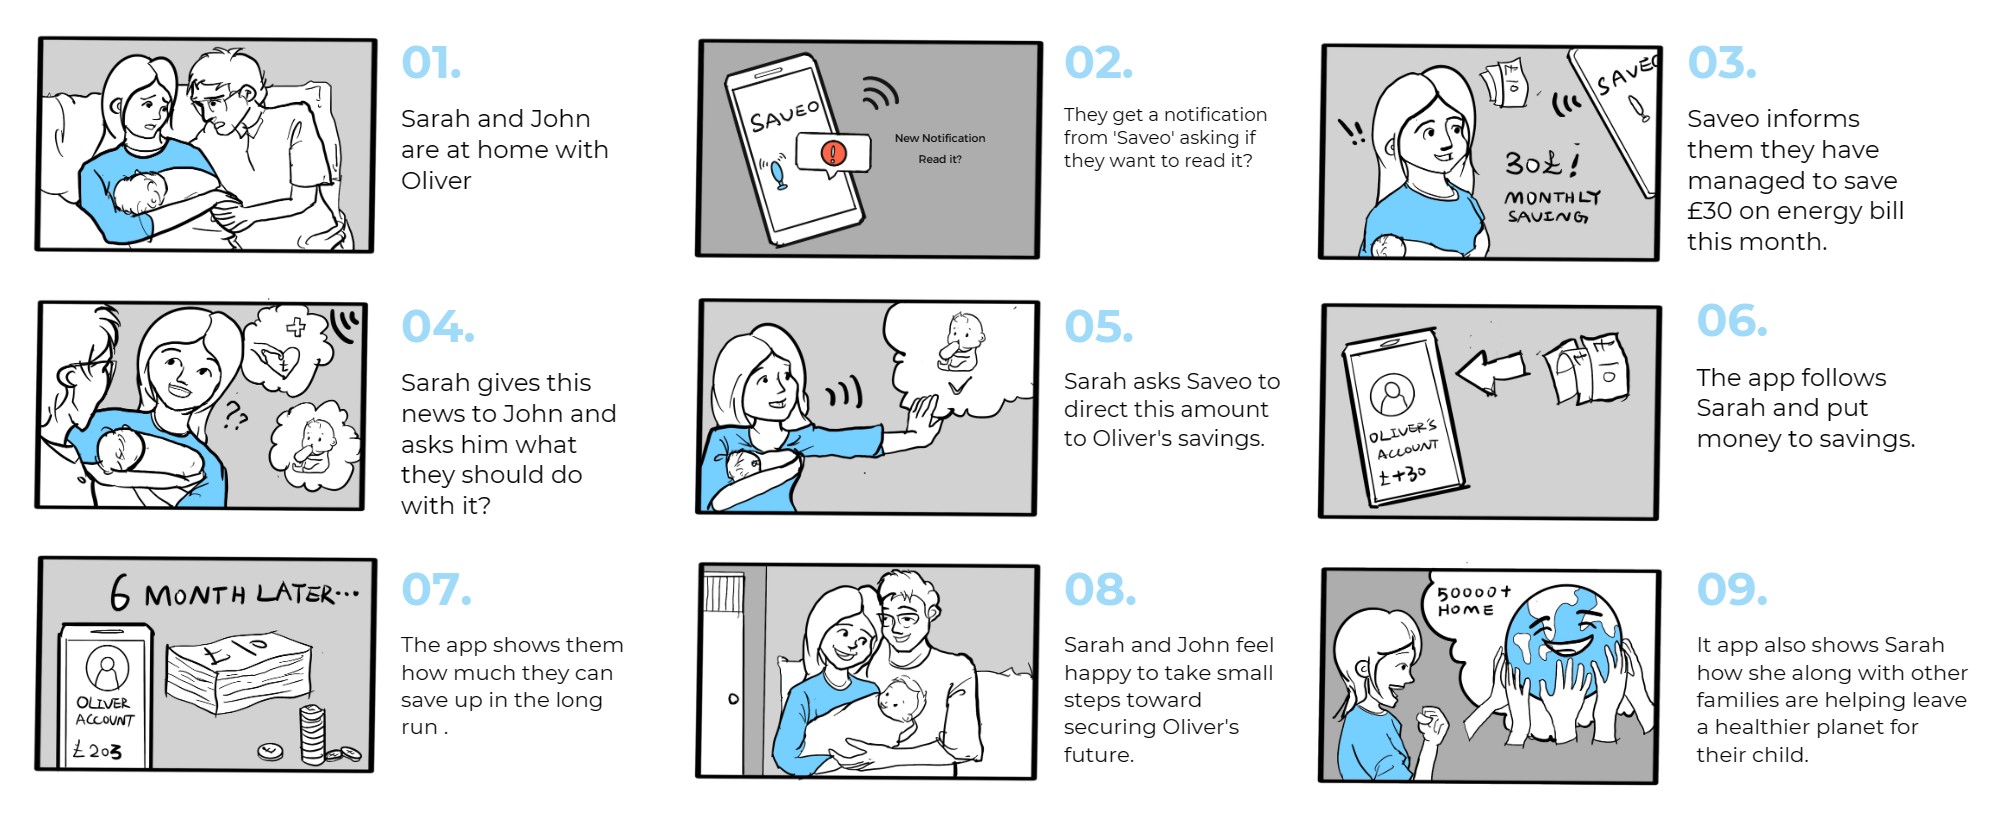 01.
Sarah and John
are at home with
Oliver
SAVEO
!
New Notification
Read it?
02.
They get a notification
from 'Saveo' asking if
they want to read it?
!!
SAVEO
30£!
MONTHLY
SAVING
03.
Saveo informs
them they have
managed to save
£30 on energy bill
this month.
??
04.
Sarah gives this
news to John and
asks him what
they should do
with it?
05.
Sarah asks Saveo to
direct this amount
to Oliver's savings.
OLIVER'S
ACCOUNT
£+30
06.
The app follows
Sarah and put
money to savings.
6 MONTH LATER...
£10
OLIVER
ACCOUNT
£203
07.
The app shows them
how much they can
save up in the long
run .
08.
Sarah and John feel
happy to take small
steps toward
securing Oliver's
future.
50000+
HOME
09.
It app also shows Sarah
how she along with other
families are helping leave
a healthier planet for
their child.